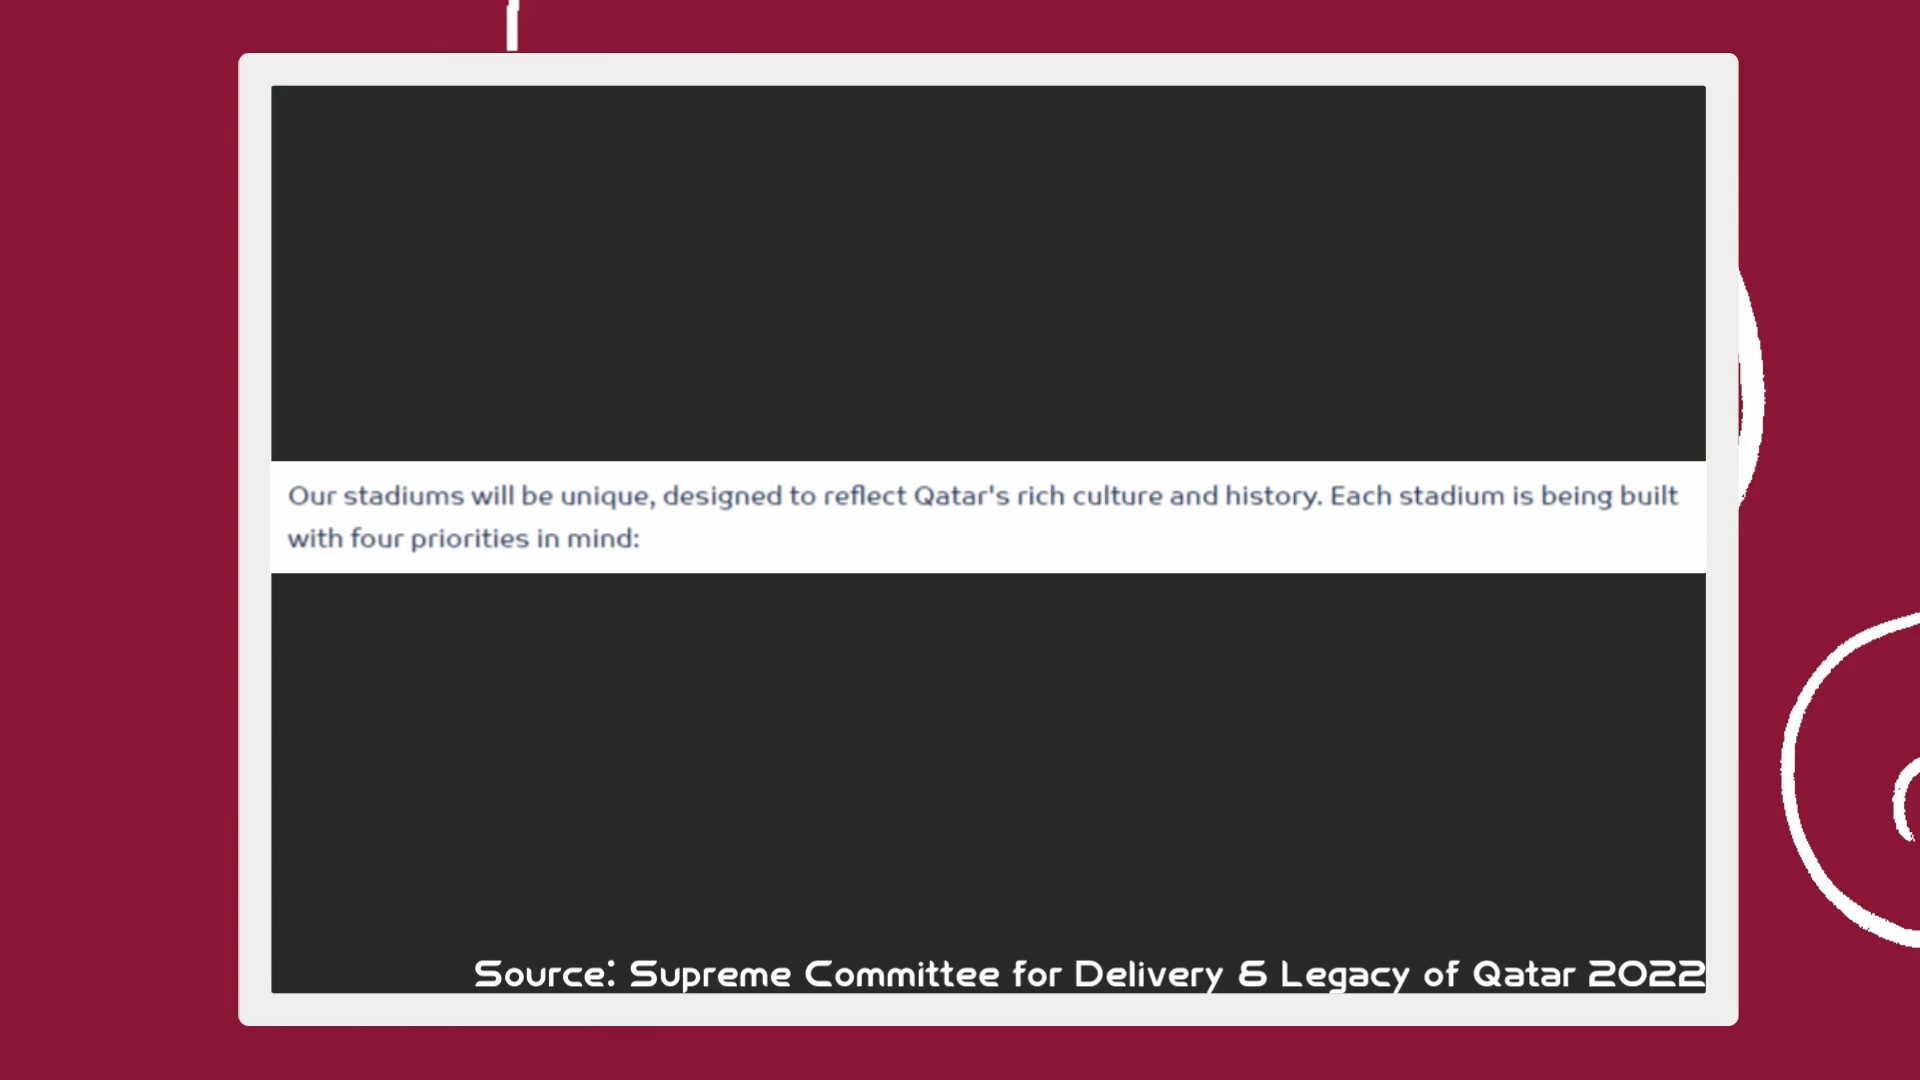 Our stadiums will be unique, designed to reflect Qatar's rich culture and history. Each stadium is being built
with four priorities in mind:
Source: Supreme Committee for Delivery & Legacy of Qatar 2022